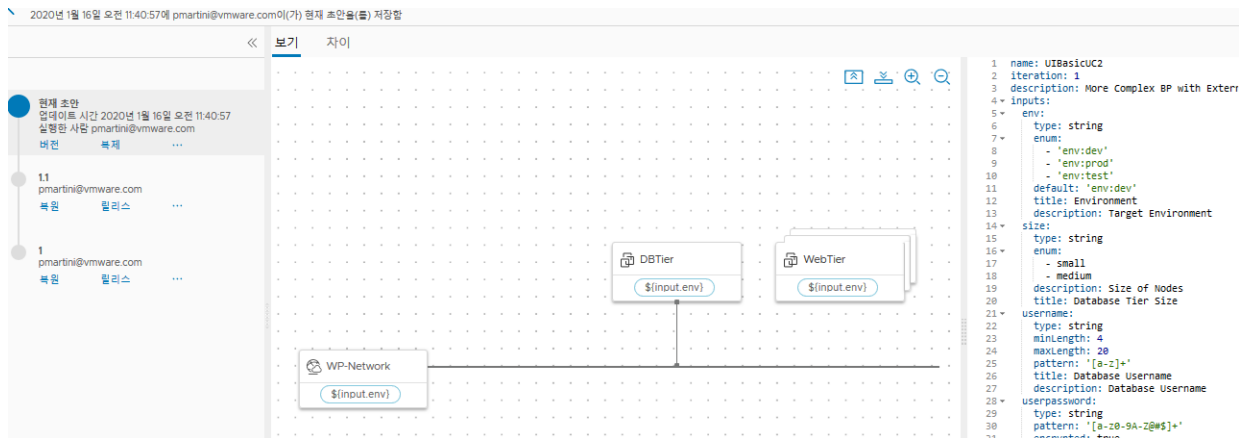 2020년 1월 16일 오전 11:40:57에 pmartini@vmware.com이(가) 현재 초안을(를) 저장함
보기 차이
현재 초안
업데이트 시간 2020년 1월 16일 오전 11:40:57
실행한 사람 pmartini@vmware.com
버전 복제 ...
1.1
pmartini@vmware.com
복원 릴리스 ...
1
pmartini@vmware.com
복원 릴리스 ...
DBTier
${input.env}
WebTier
${input.env}
WP-Network
${input.env}
1 name: UIBasicUC2
2 iteration: 1
3 description: More Complex BP with Extern
4 inputs:
5 env:
6 type: string
7 enum:
8 - 'env:dev'
9 - 'env:prod'
10 - 'env:test'
11 default: 'env:dev'
12 title: Environment
13 description: Target Environment
14 size:
15 type: string
16 enum:
17 - small
18 - medium
19 description: Size of Nodes
20 title: Database Tier Size
21 username:
22 type: string
23 minLength: 4
24 maxLength: 20
25 pattern: '[a-z]+'
26 title: Database Username
27 description: Database Username
28 userpassword:
29 type: string
30 pattern: '[a-z0-9A-Z@#$]+'
31 encrypted: true